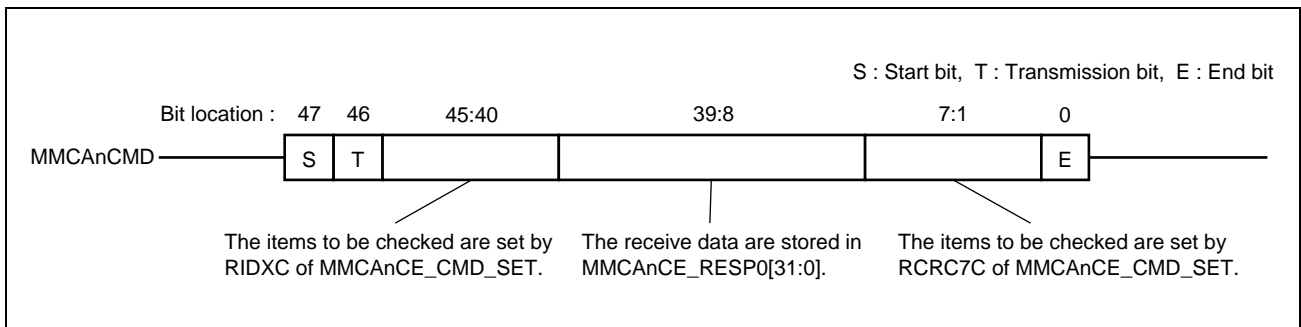 S : Start bit, T : Transmission bit, E : End bit
Bit location : 47 46 45:40 39:8 7:1 0
MMCAnCMD S T E
The items to be checked are set by RIDXC of MMCAnCE_CMD_SET.
The receive data are stored in MMCAnCE_RESP0[31:0].
The items to be checked are set by RCRC7C of MMCAnCE_CMD_SET.